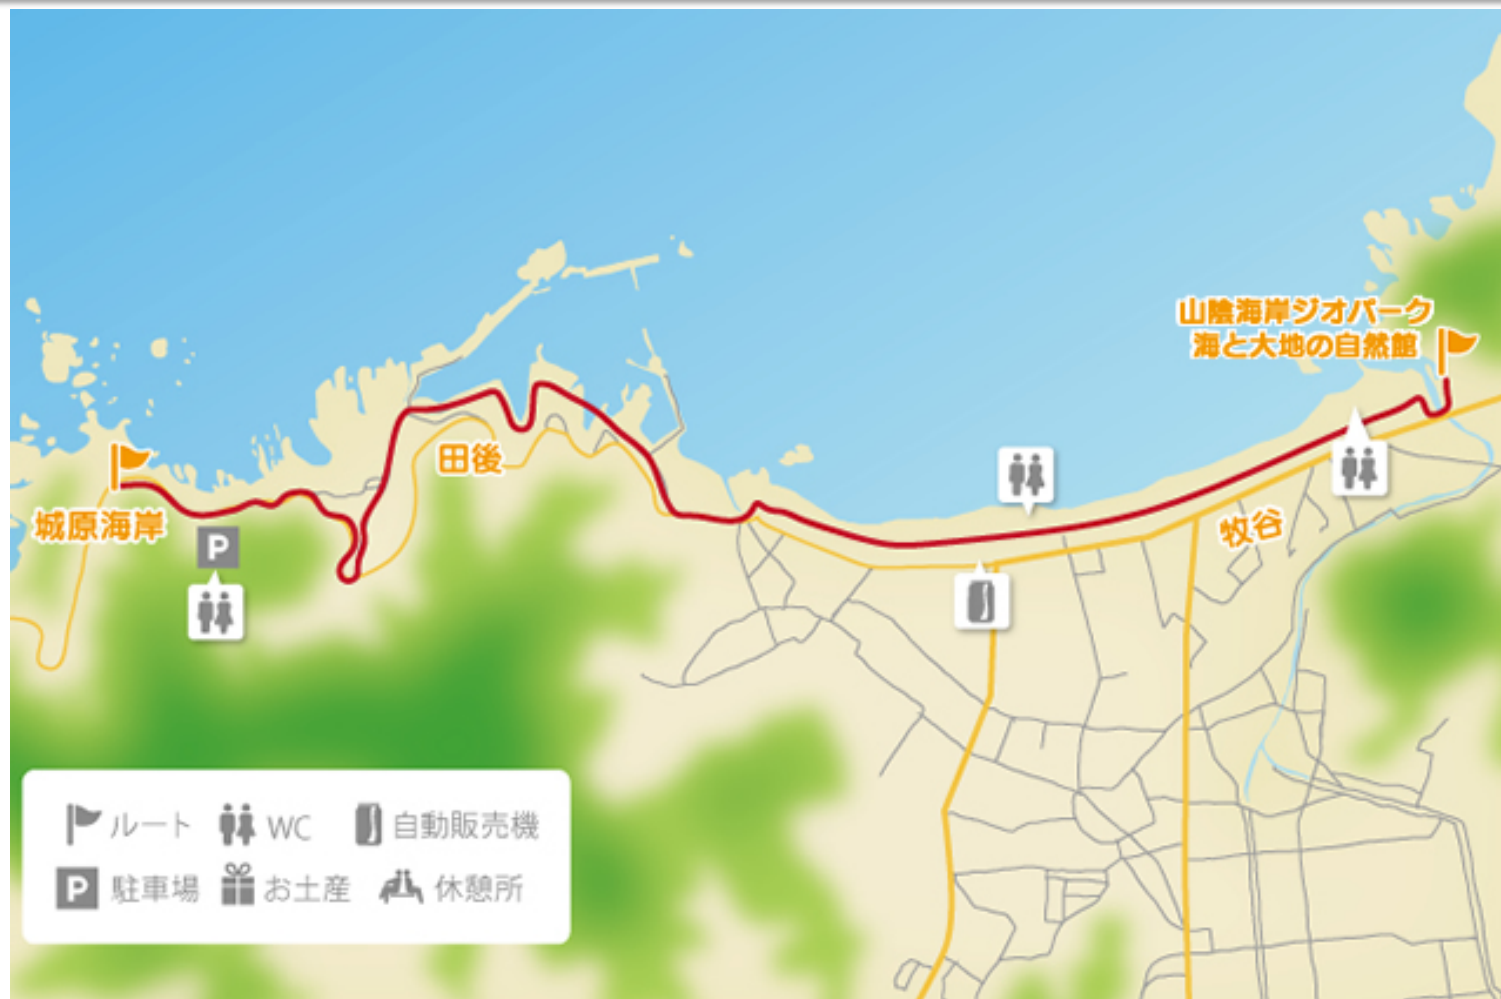 山陰海岸ジオパーク
海と大地の自然館
田後
城原海岸
牧谷
P
ルート
WC
自動販売機
P
駐車場
お土産
休憩所